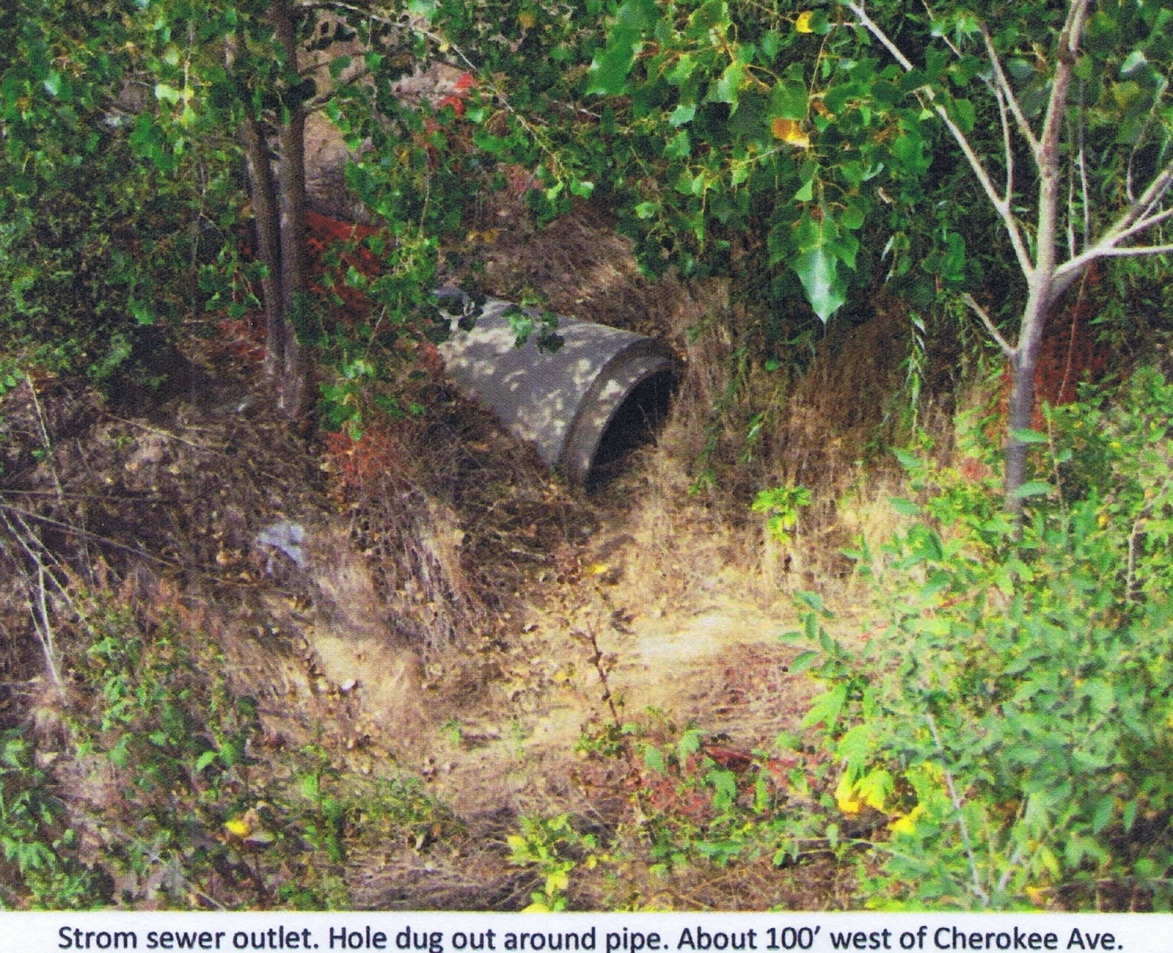 Strom sewer outlet. Hole dug out around pipe. About 100’ west of Cherokee Ave.